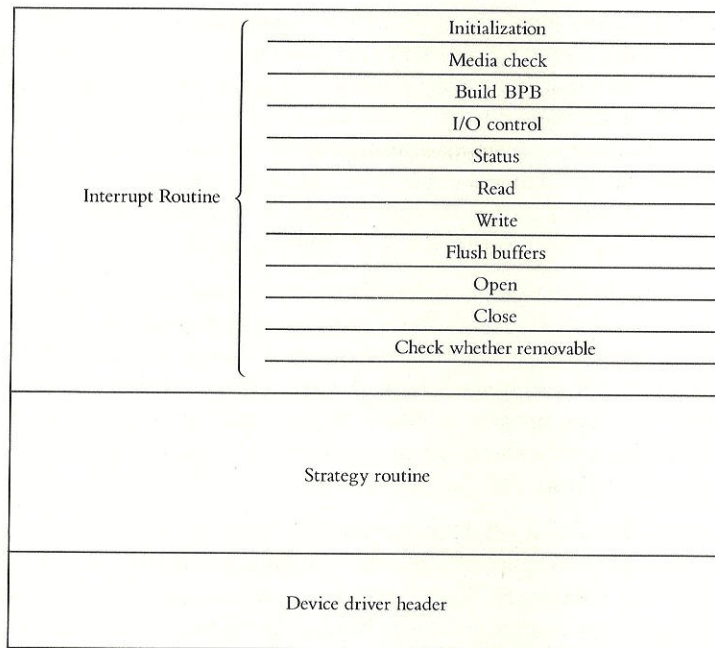 Initialization
Media check
Build BPB
I/O control
Status
Read
Interrupt Routine
Write
Flush buffers
Open
Close
Check whether removable
Strategy routine
Device driver header